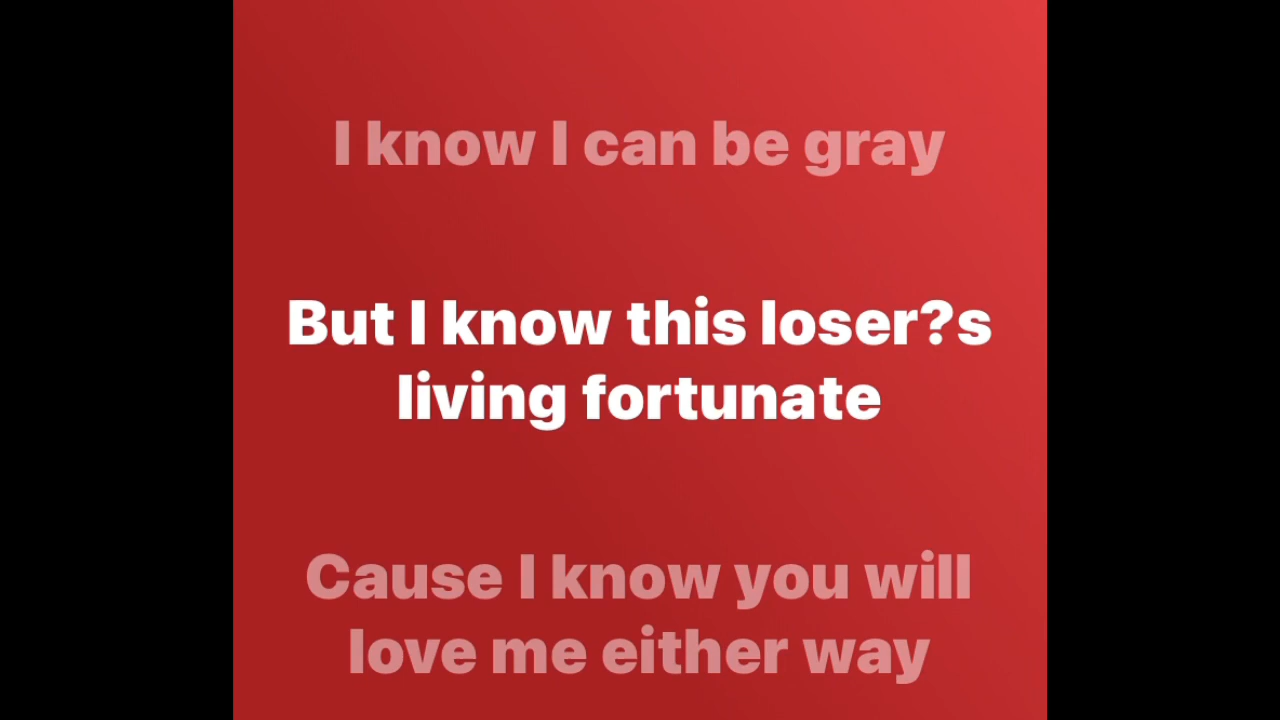 I know I can be gray
But I know this loser?s
living fortunate
Cause I know you will
love me either way